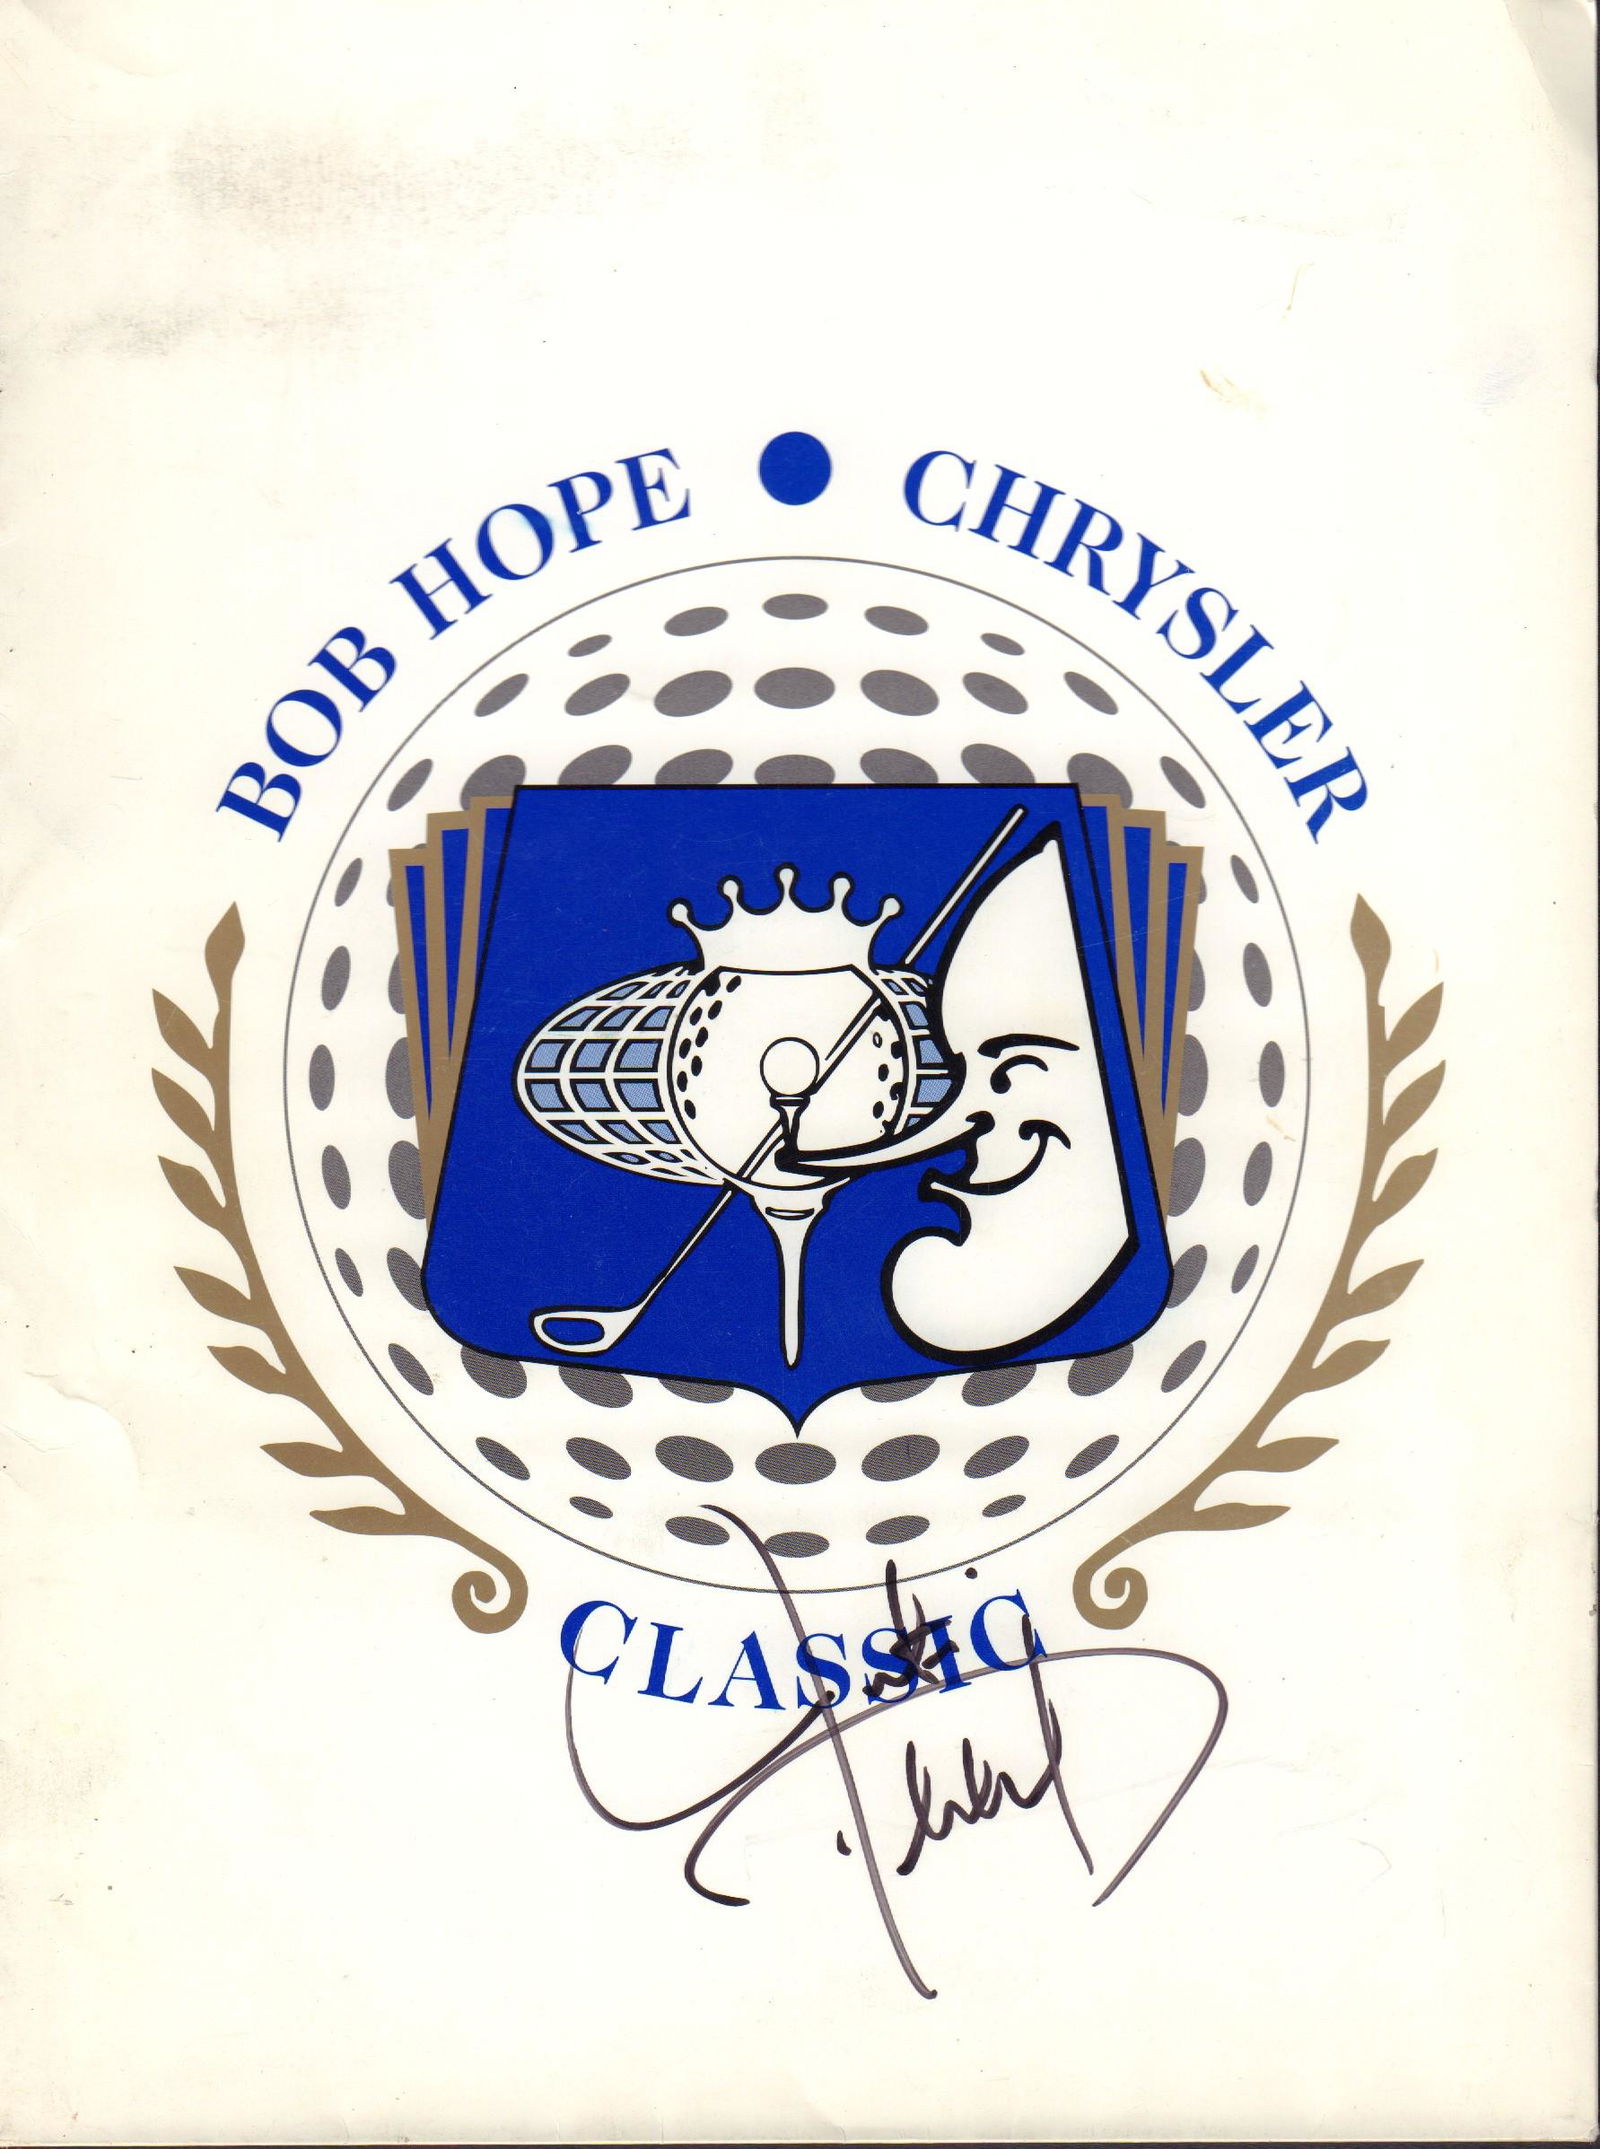 BOB HOPE • CHRYSLER
CLASSIC